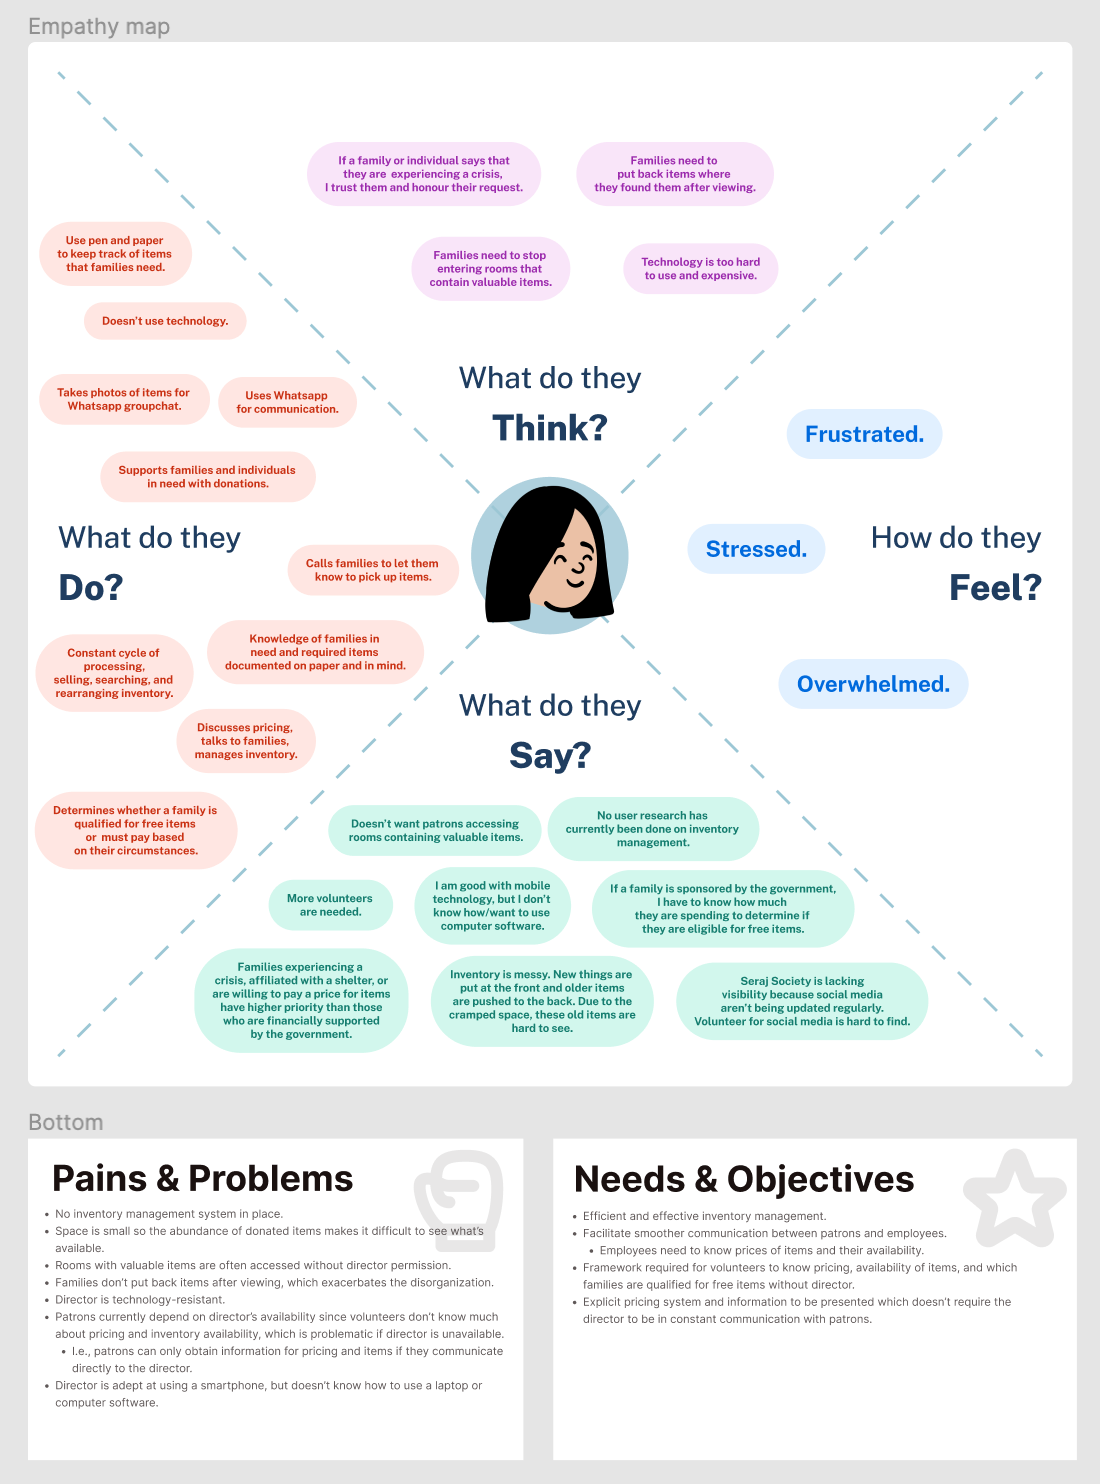 Empathy map
If a family or individual says that
they are experiencing a crisis,
I trust them and honour their request.
Families need to
put back items where
they found them after viewing.
Families need to stop
entering rooms that
contain valuable items.
Technology is too hard
to use and expensive.
What do they
Think?
Use pen and paper
to keep track of items
that families need.
Doesn't use technology.
Takes photos of items for
Whatsapp groupchat.
Uses Whatsapp
for communication.
Supports families and individuals
in need with donations.
What do they
Do?
Calls families to let them
know to pick up items.
Constant cycle of
processing,
selling, searching, and
rearranging inventory.
Knowledge of families in
need and required items
documented on paper and in mind.
Discusses pricing,
talks to families,
manages inventory.
Determines whether a family is
qualified for free items
or must pay based
on their circumstances.
Frustrated.
Stressed.
How do they
Feel?
Overwhelmed.
What do they
Say?
Doesn't want patrons accessing
rooms containing valuable items.
No user research has
currently been done on inventory
management.
More volunteers
are needed.
I am good with mobile
technology, but I don't
know how/want to use
computer software.
If a family is sponsored by the government,
I have to know how much
they are spending to determine if
they are eligible for free items.
Families experiencing a
crisis, affiliated with a shelter, or
are willing to pay a price for items
have higher priority than those
who are financially supported
by the government.
Inventory is messy. New things are
put at the front and older items
are pushed to the back. Due to the
cramped space, these old items are
hard to see.
Seraj Society is lacking
visibility because social media
aren't being updated regularly.
Volunteer for social media is hard to find.
Bottom
Pains & Problems
• No inventory management system in place.
• Space is small so the abundance of donated items makes it difficult to see what's
available.
• Rooms with valuable items are often accessed without director permission.
• Families don't put back items after viewing, which exacerbates the disorganization.
• Director is technology-resistant.
• Patrons currently depend on director's availability since volunteers don't know much
about pricing and inventory availability, which is problematic if director is unavailable.
• I.e., patrons can only obtain information for pricing and items if they communicate
directly to the director.
• Director is adept at using a smartphone, but doesn't know how to use a laptop or
computer software.
Needs & Objectives
• Efficient and effective inventory management.
• Facilitate smoother communication between patrons and employees.
• Employees need to know prices of items and their availability.
• Framework required for volunteers to know pricing, availability of items, and which
families are qualified for free items without director.
• Explicit pricing system and information to be presented which doesn't require the
director to be in constant communication with patrons.